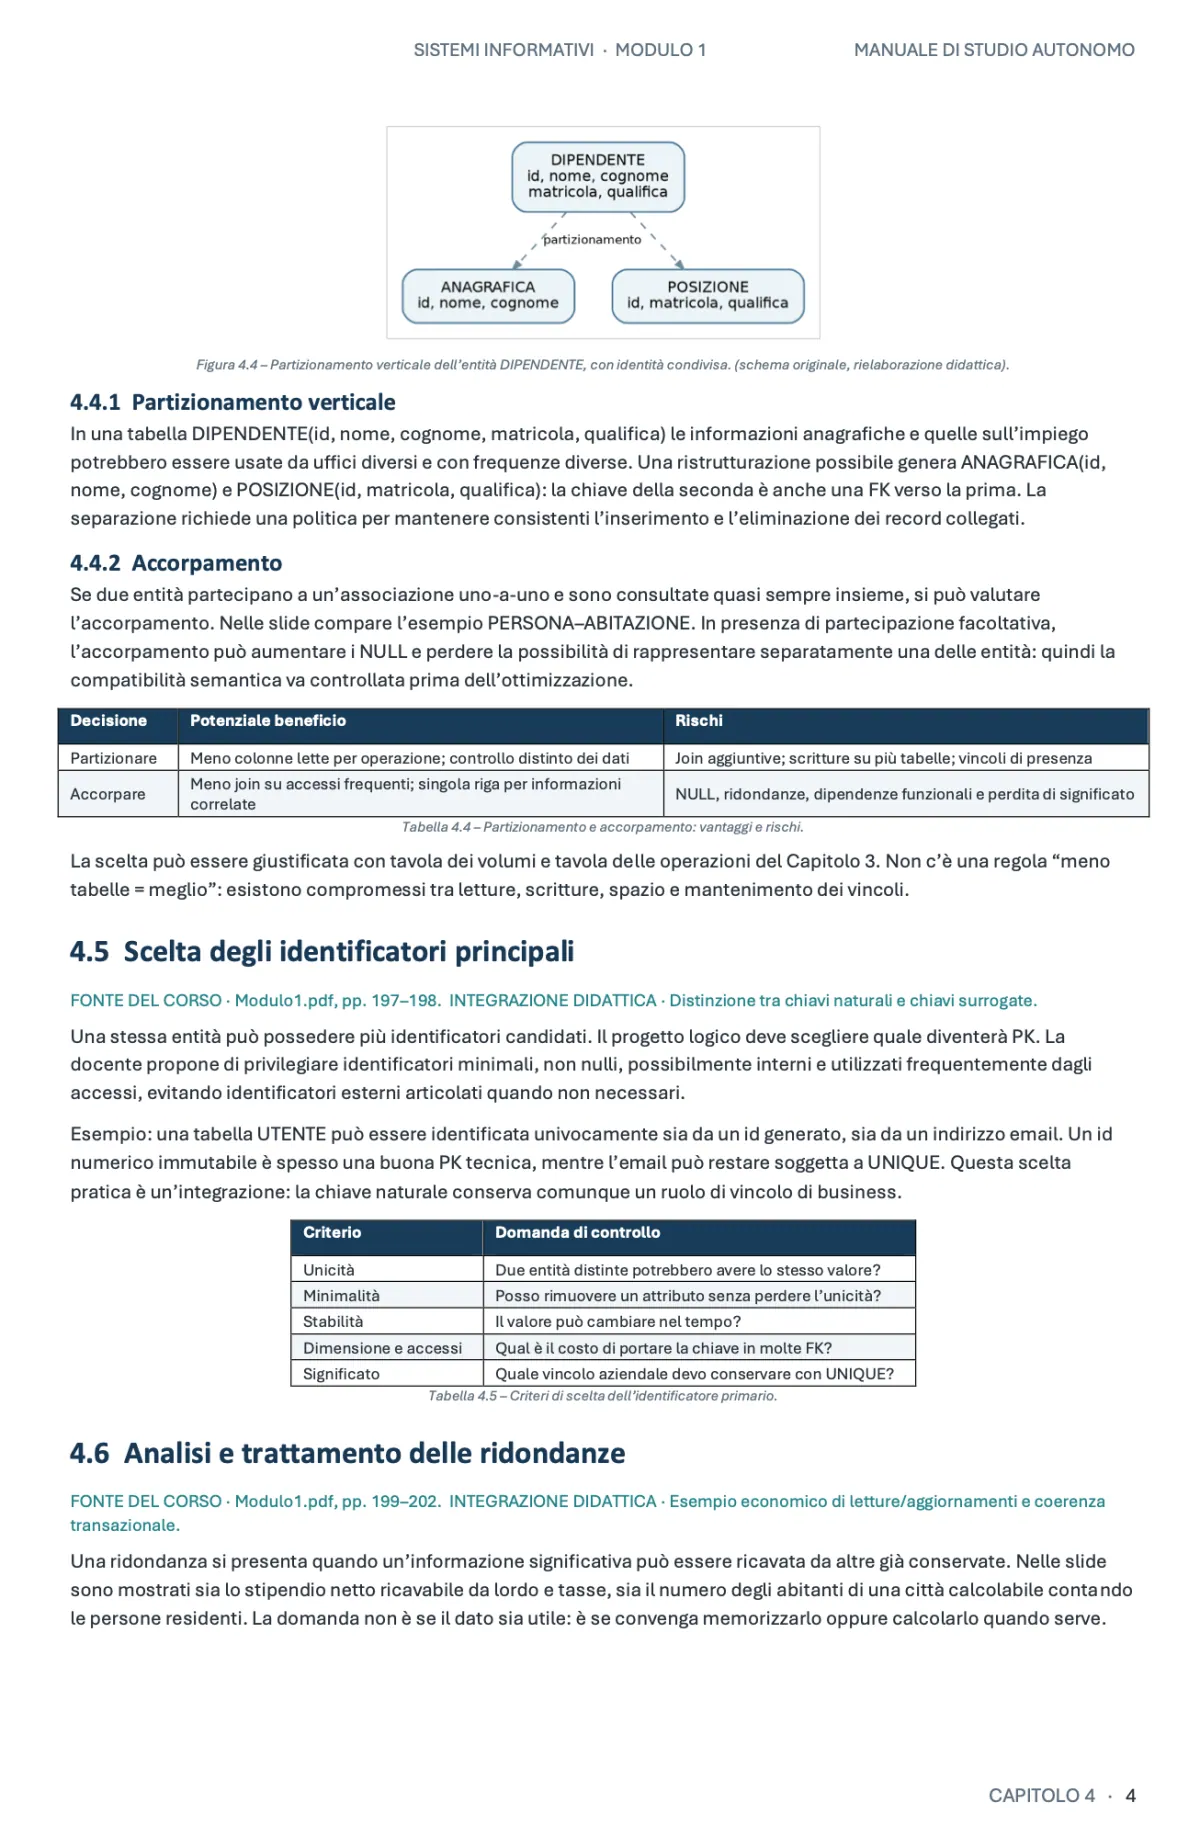 SISTEMI INFORMATIVI · MODULO 1
MANUALE DI STUDIO AUTONOMO
DIPENDENTE
id, nome, cognome
matricola, qualifica
partizionamento
ANAGRAFICA
id, nome, cognome
POSIZIONE
id, matricola, qualifica
Figura 4.4 – Partizionamento verticale dell’entità DIPENDENTE, con identità condivisa. (schema originale, rielaborazione didattica).
4.4.1 Partizionamento verticale
In una tabella DIPENDENTE(id, nome, cognome, matricola, qualifica) le informazioni anagrafiche e quelle sull’impiego
potrebbero essere usate da uffici diversi e con frequenze diverse. Una ristrutturazione possibile genera ANAGRAFICA(id,
nome, cognome) e POSIZIONE(id, matricola, qualifica): la chiave della seconda è anche una FK verso la prima. La
separazione richiede una politica per mantenere consistenti l’inserimento e l’eliminazione dei record collegati.
4.4.2 Accorpamento
Se due entità partecipano a un’associazione uno-a-uno e sono consultate quasi sempre insieme, si può valutare
l’accorpamento. Nelle slide compare l’esempio PERSONA–ABITAZIONE. In presenza di partecipazione facoltativa,
l’accorpamento può aumentare i NULL e perdere la possibilità di rappresentare separatamente una delle entità: quindi la
compatibilità semantica va controllata prima dell’ottimizzazione.
Decisione Potenziale beneficio Rischi
Partizionare Meno colonne lette per operazione; controllo distinto dei dati Join aggiuntive; scritture su più tabelle; vincoli di presenza
Accorpare Meno join su accessi frequenti; singola riga per informazioni
correlate NULL, ridondanze, dipendenze funzionali e perdita di significato
Tabella 4.4 – Partizionamento e accorpamento: vantaggi e rischi.
La scelta può essere giustificata con tavola dei volumi e tavola delle operazioni del Capitolo 3. Non c’è una regola “meno
tabelle = meglio”: esistono compromessi tra letture, scritture, spazio e mantenimento dei vincoli.
4.5 Scelta degli identificatori principali
FONTE DEL CORSO · Modulo1.pdf, pp. 197–198. INTEGRAZIONE DIDATTICA · Distinzione tra chiavi naturali e chiavi surrogate.
Una stessa entità può possedere più identificatori candidati. Il progetto logico deve scegliere quale diventerà PK. La
docente propone di privilegiare identificatori minimali, non nulli, possibilmente interni e utilizzati frequentemente dagli
accessi, evitando identificatori esterni articolati quando non necessari.
Esempio: una tabella UTENTE può essere identificata univocamente sia da un id generato, sia da un indirizzo email. Un id
numerico immutabile è spesso una buona PK tecnica, mentre l’email può restare soggetta a UNIQUE. Questa scelta
pratica è un’integrazione: la chiave naturale conserva comunque un ruolo di vincolo di business.
Criterio Domanda di controllo
Unicità Due entità distinte potrebbero avere lo stesso valore?
Minimalità Posso rimuovere un attributo senza perdere l’unicità?
Stabilità Il valore può cambiare nel tempo?
Dimensione e accessi Qual è il costo di portare la chiave in molte FK?
Significato Quale vincolo aziendale devo conservare con UNIQUE?
Tabella 4.5 – Criteri di scelta dell’identificatore primario.
4.6 Analisi e trattamento delle ridondanze
FONTE DEL CORSO · Modulo1.pdf, pp. 199–202. INTEGRAZIONE DIDATTICA · Esempio economico di letture/aggiornamenti e coerenza
transazionale.
Una ridondanza si presenta quando un’informazione significativa può essere ricavata da altre già conservate. Nelle slide
sono mostrati sia lo stipendio netto ricavabile da lordo e tasse, sia il numero degli abitanti di una città calcolabile contando
le persone residenti. La domanda non è se il dato sia utile: è se convenga memorizzarlo oppure calcolarlo quando serve.
CAPITOLO 4 · 4